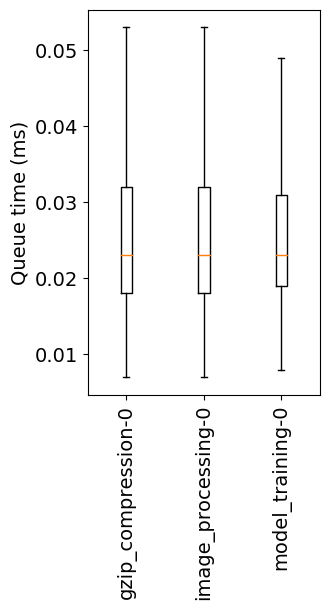 Queue time (ms)
0.05
0.04
0.03
0.02
0.01
gzip_compression-0
image_processing-0
model_training-0